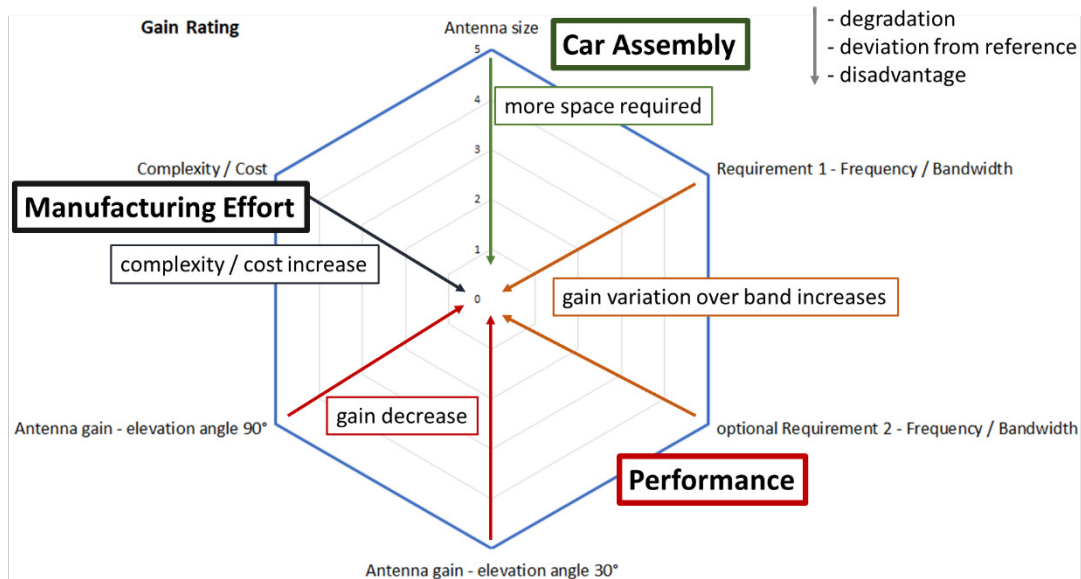 Gain Rating
Antenna size
Car Assembly
- degradation
- deviation from reference
- disadvantage
5
more space required
4
3
Complexity / Cost
Requirement 1 - Frequency / Bandwidth
Manufacturing Effort
2
complexity / cost increase
1
gain variation over band increases
0
gain decrease
Antenna gain - elevation angle 90°
optional Requirement 2 - Frequency / Bandwidth
Performance
Antenna gain - elevation angle 30°